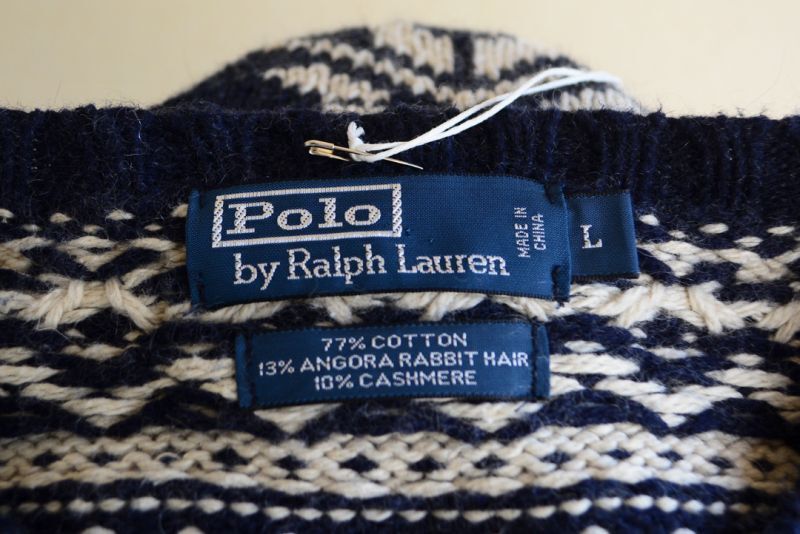 Polo
by Ralph Lauren
MADE IN
CHINA
L
77% COTTON
13% ANGORA RABBIT HAIR
10% CASHMERE